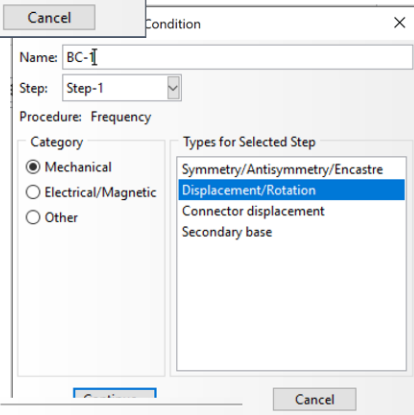 Cancel
Condition
Name: BC-1
Step: Step-1
Procedure: Frequency
Category
Types for Selected Step
Mechanical
Electrical/Magnetic
Other
Symmetry/Antisymmetry/Encastre
Displacement/Rotation
Connector displacement
Secondary base
Cancel